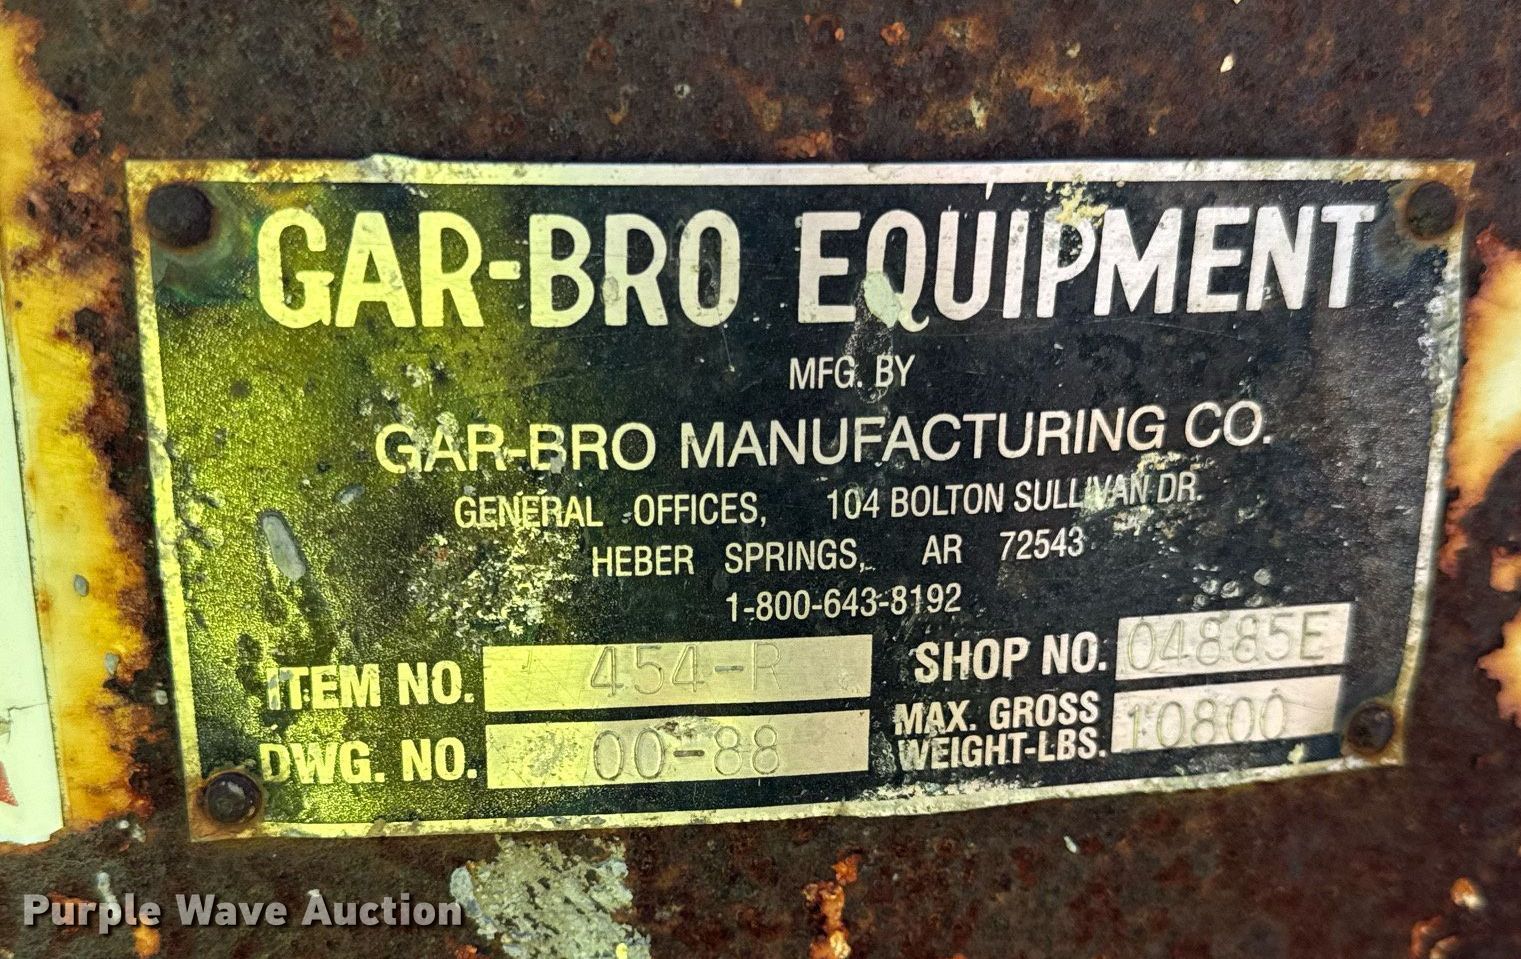 GAR-BRO EQUIPMENT
MFG. BY
GAR-BRO MANUFACTURING CO.
GENERAL OFFICES, 104 BOLTON SULLIVAN DR.
HEBER SPRINGS, AR 72543
1-800-643-8192
ITEM NO. 454-R
SHOP NO. 04885E
DWG. NO. 00-88
MAX. GROSS
WEIGHT-LBS. 10800
Purple Wave Auction